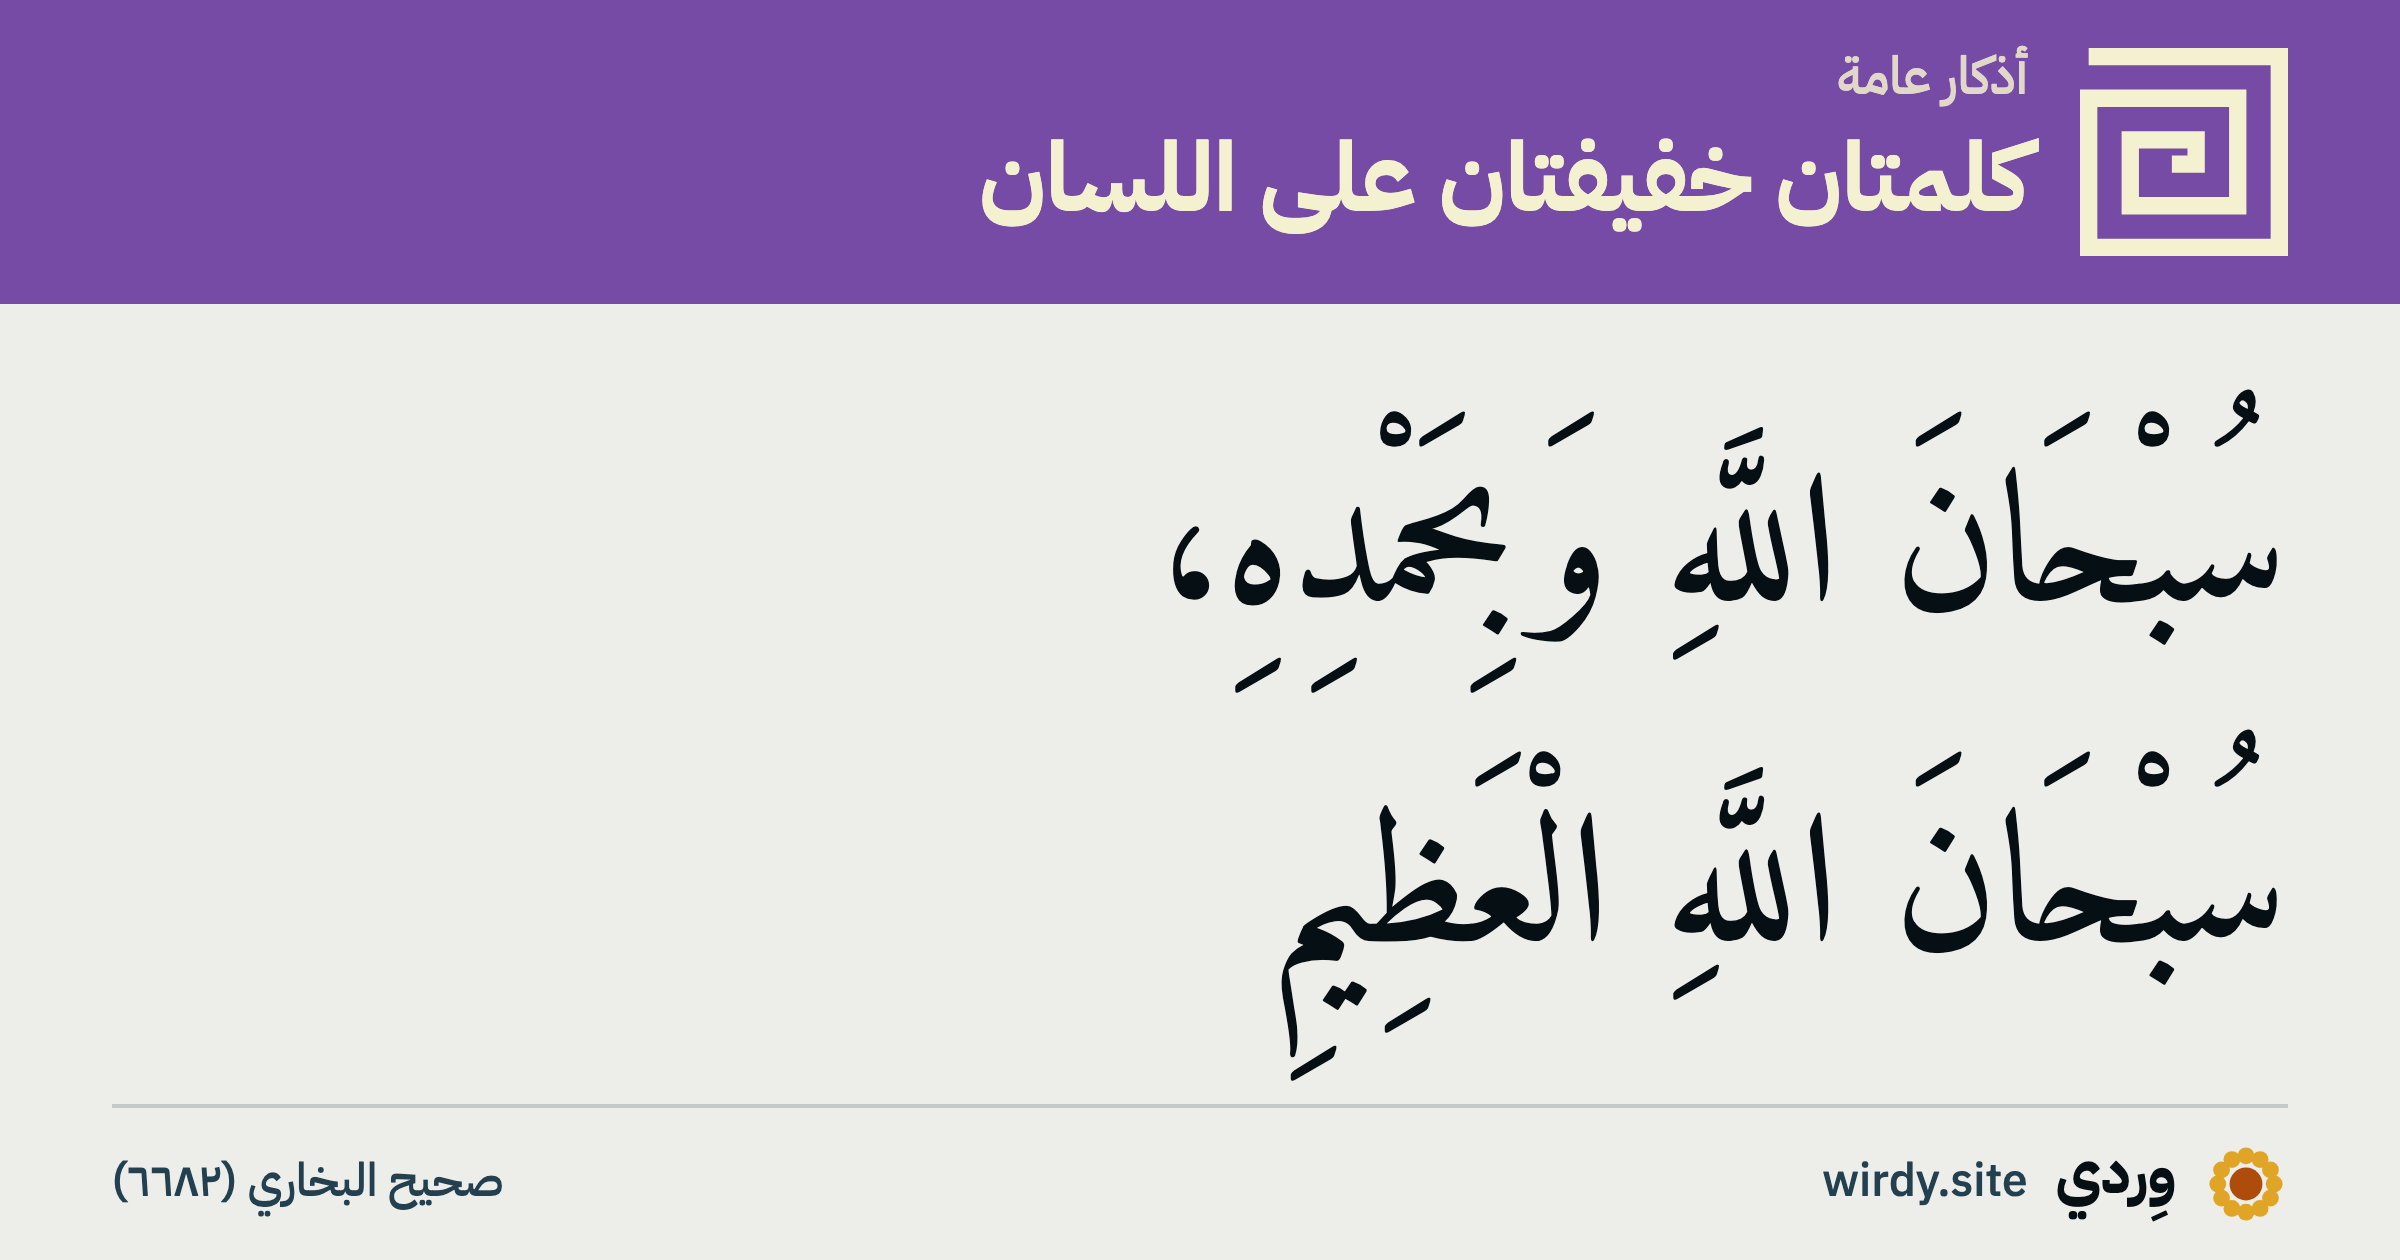 أذكار عامة
كلمتان خفيفتان على اللسان
سُبْحَانَ اللَّهِ وَبِحَمْدِهِ،
سُبْحَانَ اللَّهِ الْعَظِيمِ
وِردي wirdy.site
صحيح البخاري (٦٦٨٢)